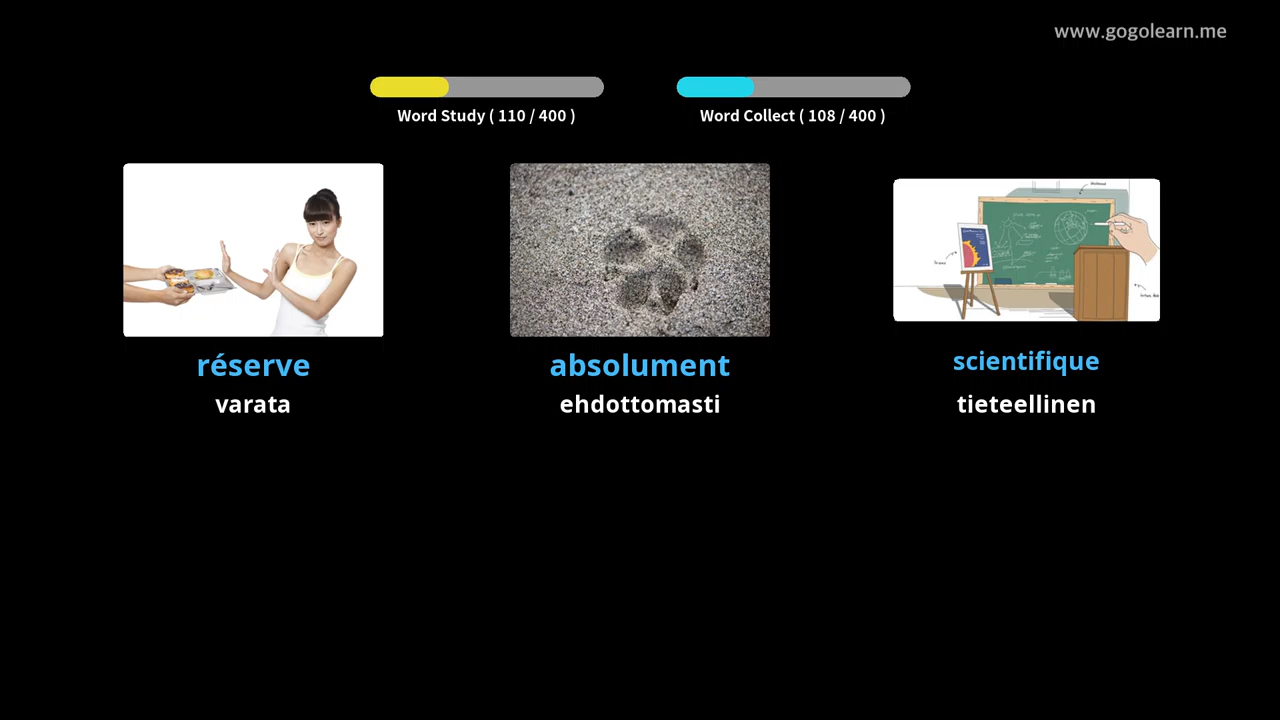 www.gogolearn.me
Word Study ( 110 / 400 )
Word Collect ( 108 / 400 )
réserve
absolument
scientifique
varata
ehdottomasti
tieteellinen